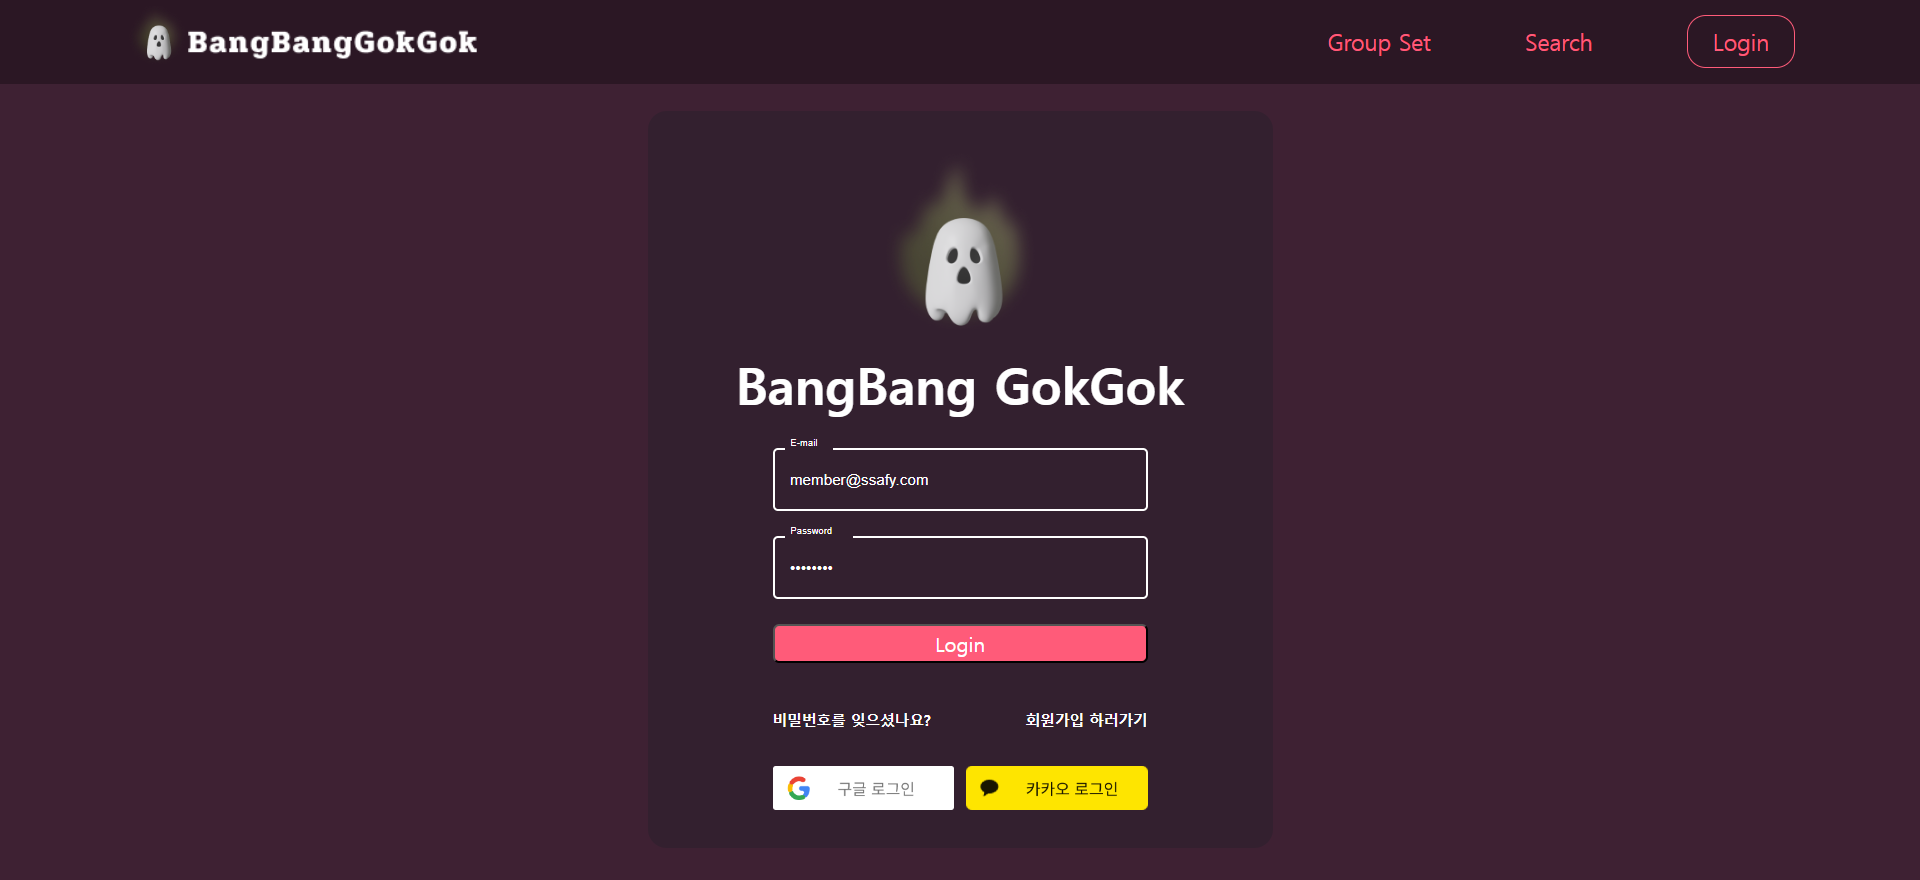 BangBangGokGok
Group Set
Search
Login
BangBang GokGok
E-mail
member@ssafy.com
Password
••••••••
Login
비밀번호를 잊으셨나요?
회원가입 하러가기
구글 로그인
카카오 로그인